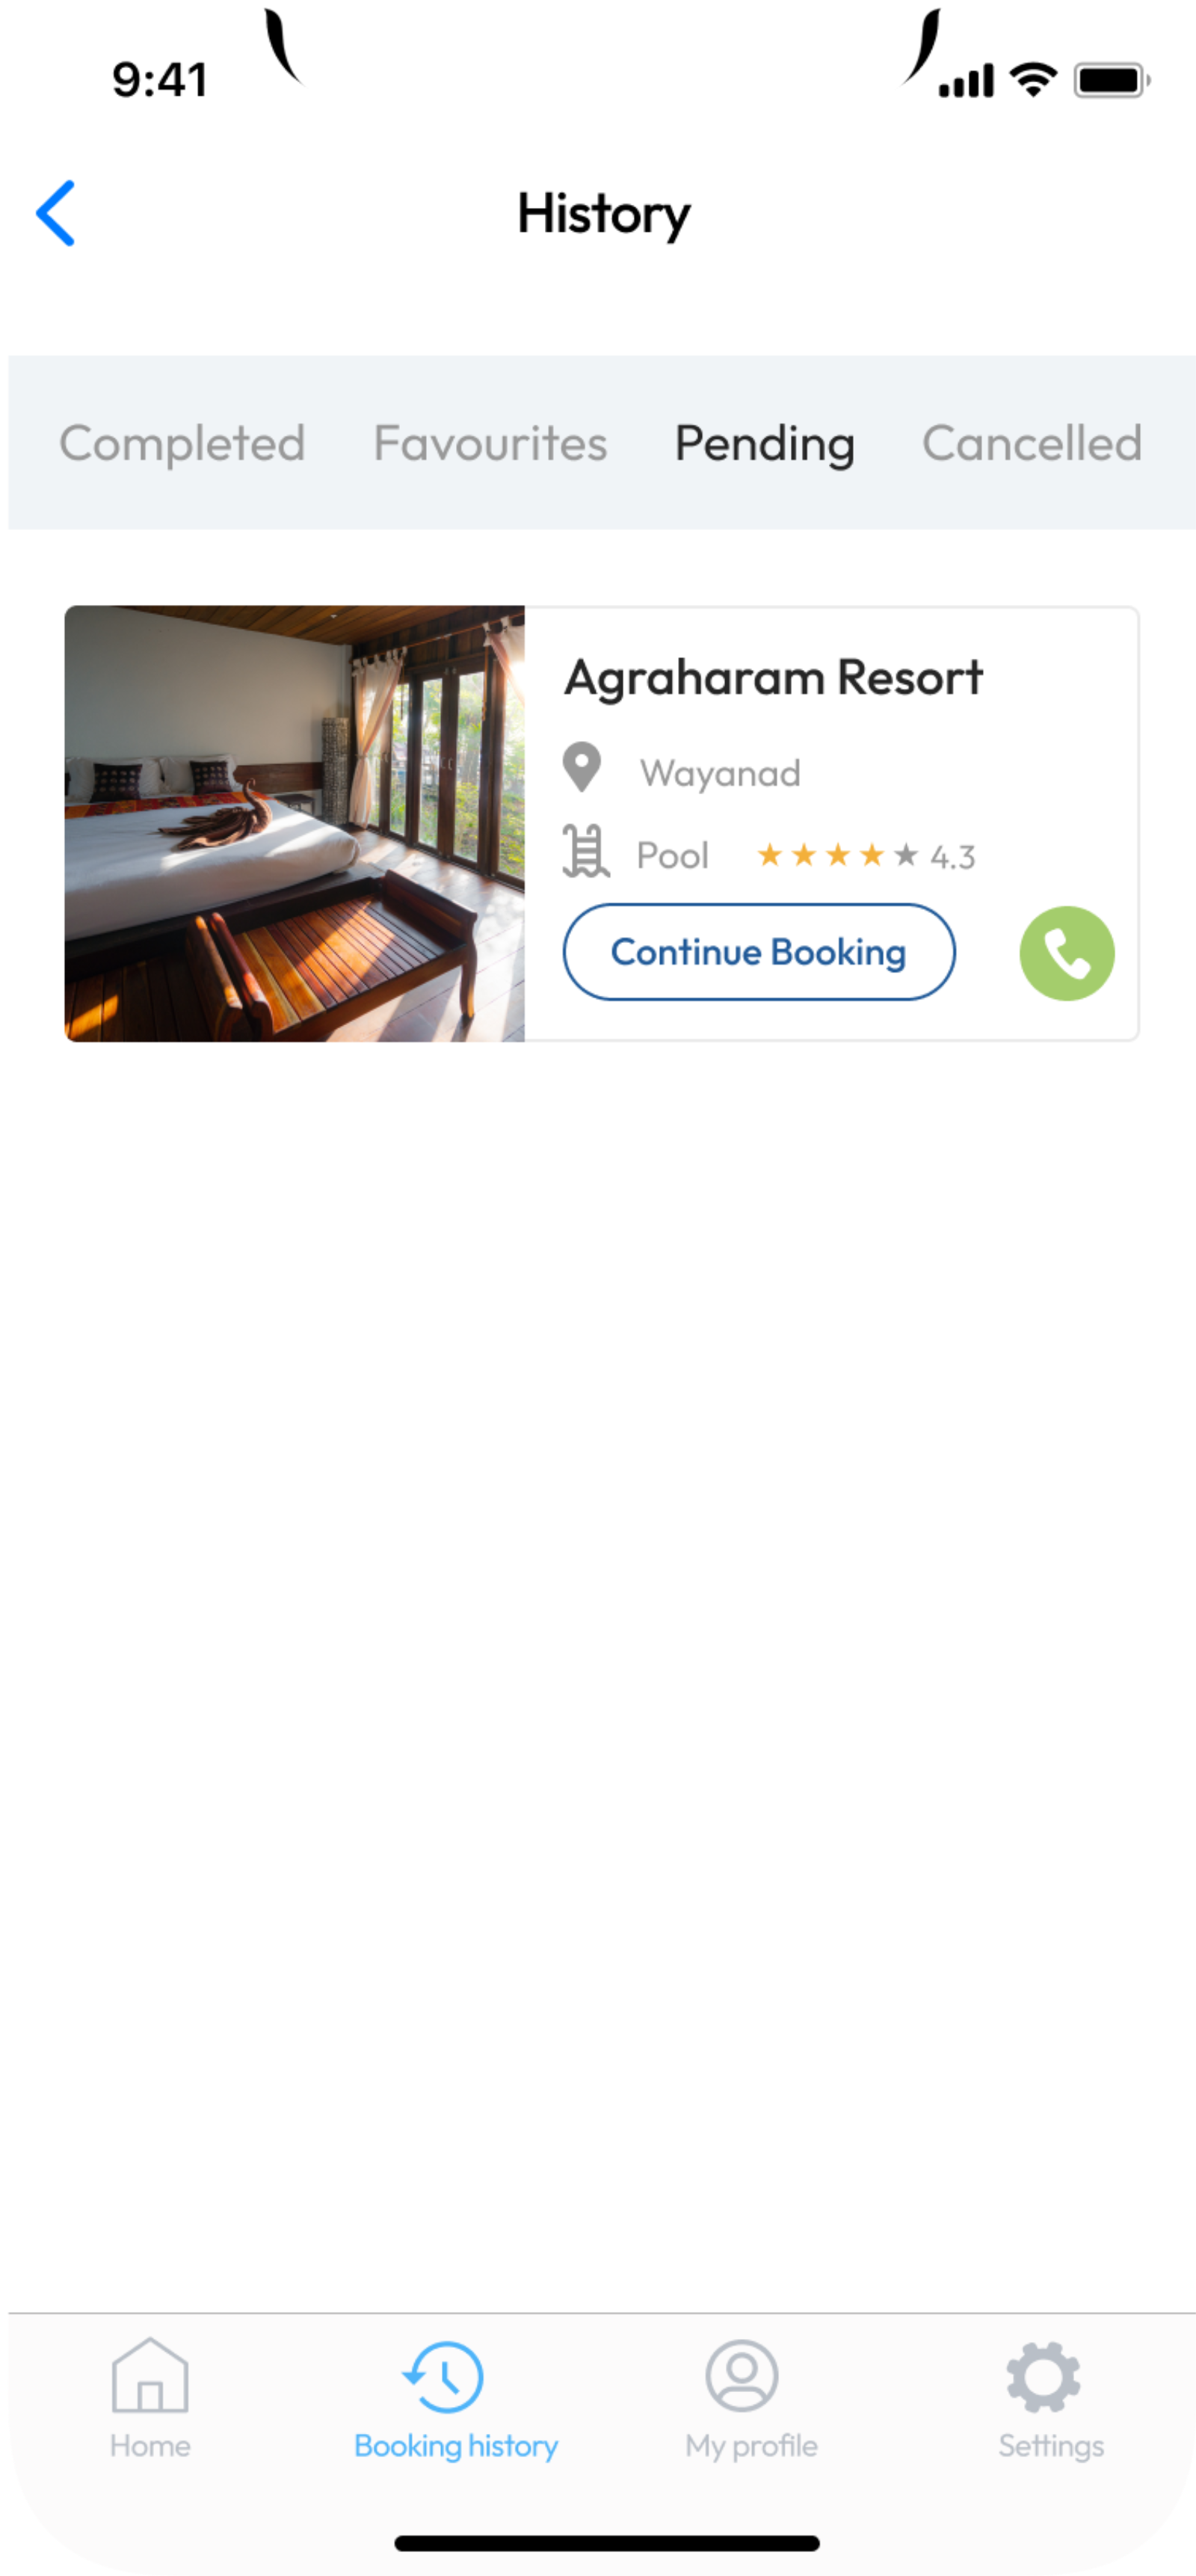 9:41
History
Completed Favourites Pending Cancelled
Agraharam Resort
Wayanad
Pool 4.3
Continue Booking
Home Booking history My profile Settings